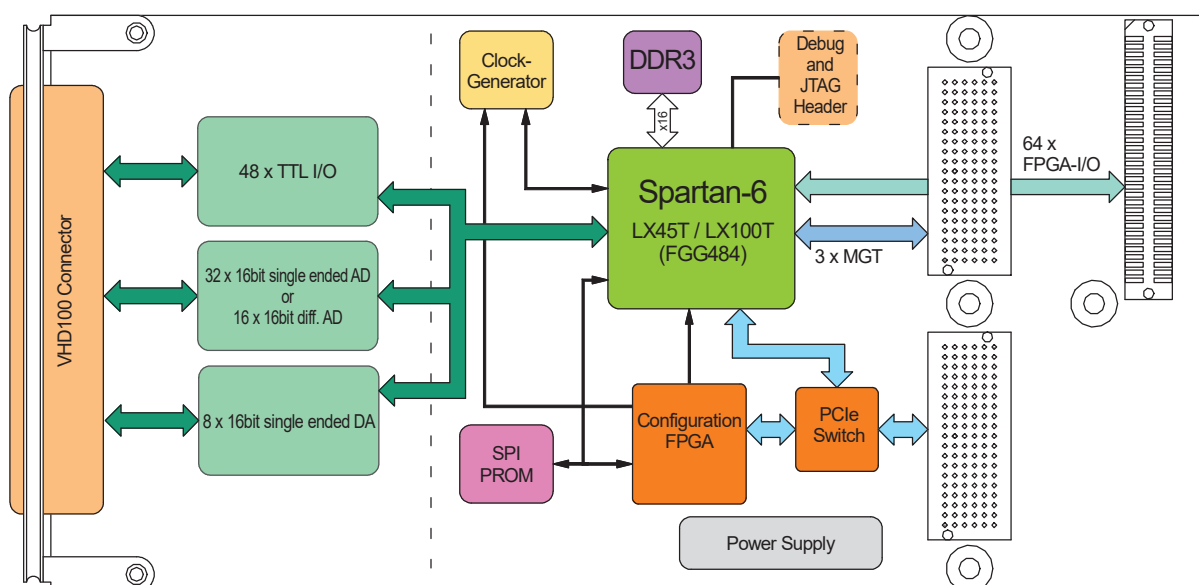 VHD100 Connector
48 x TTL I/O
32 x 16bit single ended AD
or
16 x 16bit diff. AD
8 x 16bit single ended DA
Clock-
Generator
DDR3
x16
Debug
and
JTAG
Header
Spartan-6
LX45T / LX100T
(FGG484)
64 x
FPGA-I/O
3 x MGT
Configuration
FPGA
PCIe
Switch
SPI
PROM
Power Supply